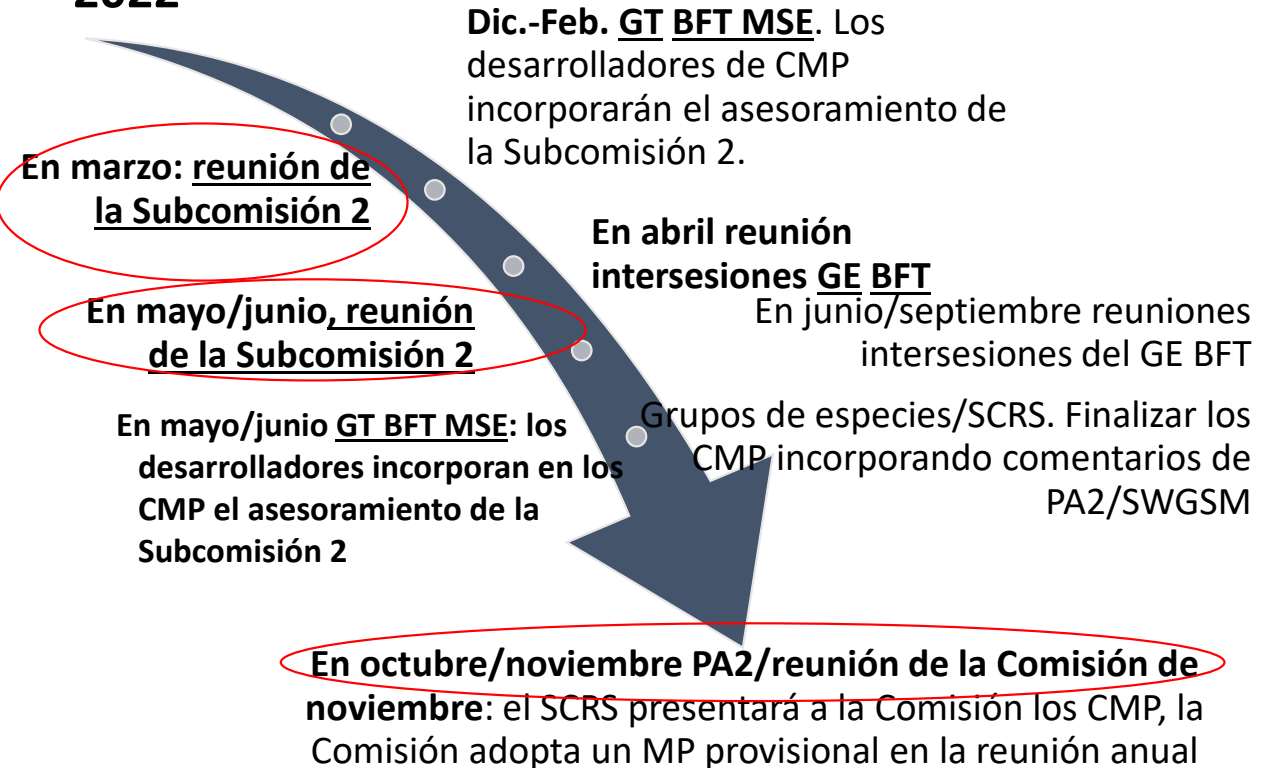 2022
Dic.-Feb. GT BFT MSE. Los
desarrolladores de CMP
incorporarán el asesoramiento de
la Subcomisión 2.
En marzo: reunión de
la Subcomisión 2
En abril reunión
intersesiones GE BFT
En mayo/junio, reunión
de la Subcomisión 2
En junio/septiembre reuniones
intersesiones del GE BFT
En mayo/junio GT BFT MSE: los
desarrolladores incorporan en los
CMP el asesoramiento de la
Subcomisión 2
Grupos de especies/SCRS. Finalizar los
CMP incorporando comentarios de
PA2/SWGSM
En octubre/noviembre PA2/reunión de la Comisión de
noviembre: el SCRS presentará a la Comisión los CMP, la
Comisión adopta un MP provisional en la reunión anual